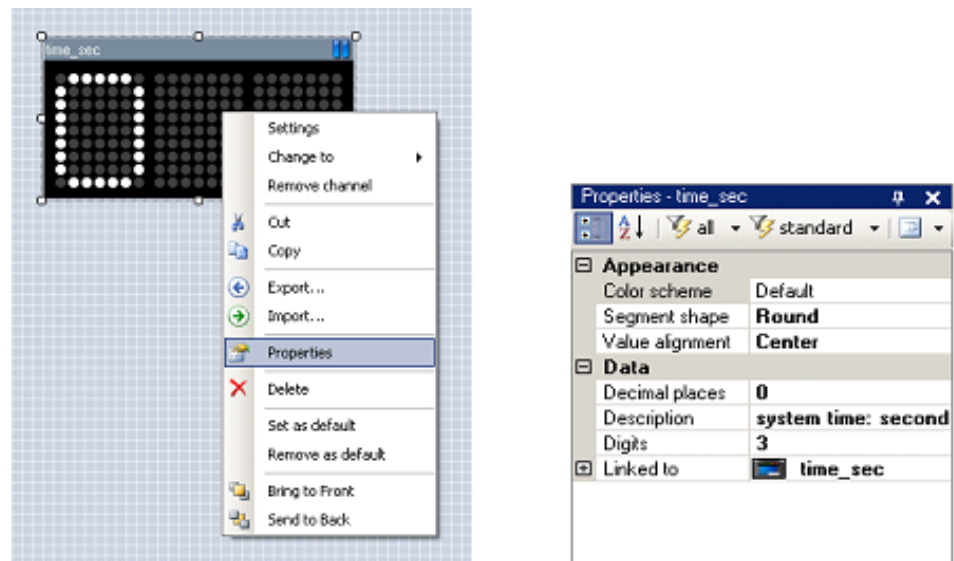 time_sec
Settings
Change to
Remove channel
Cut
Copy
Export...
Import...
Properties
Delete
Set as default
Remove as default
Bring to Front
Send to Back
Properties - time_sec
A Z all standard
Appearance
Color scheme Default
Segment shape Round
Value alignment Center
Data
Decimal places 0
Description system time: second
Digits 3
Linked to time_sec